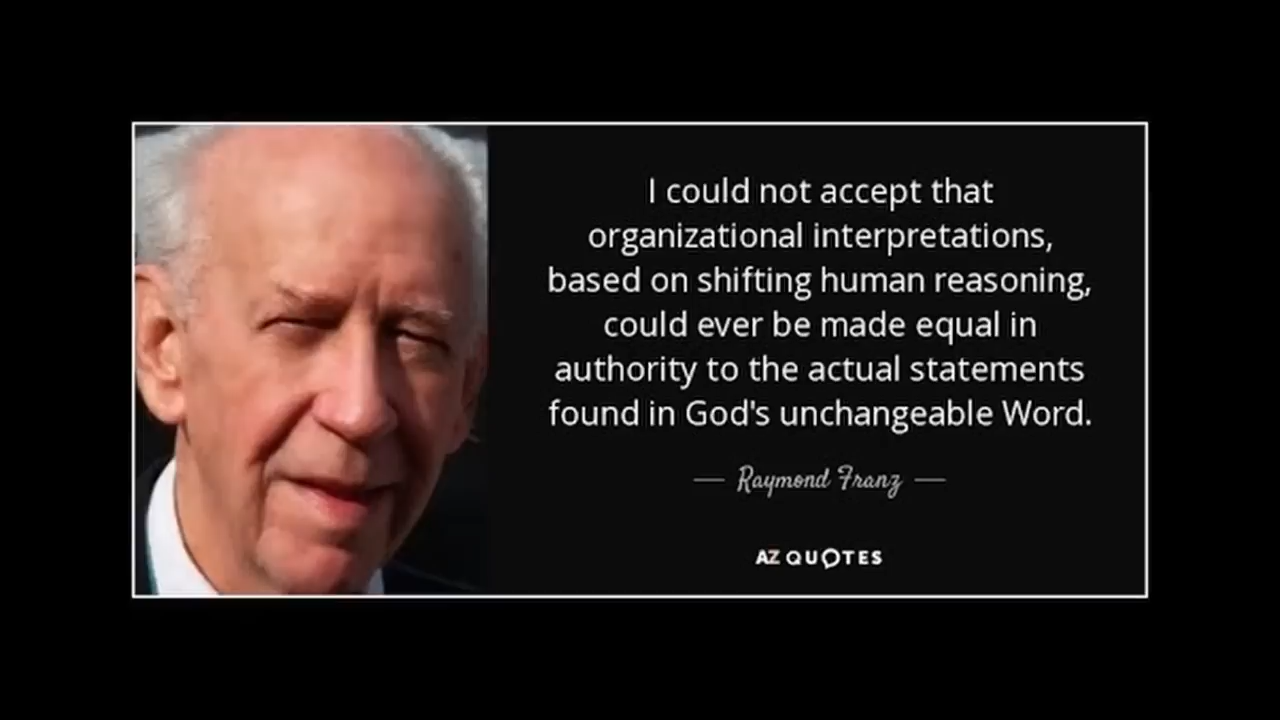 I could not accept that
organizational interpretations,
based on shifting human reasoning,
could ever be made equal in
authority to the actual statements
found in God's unchangeable Word.
— Raymond Franz —
AZ QUOTES